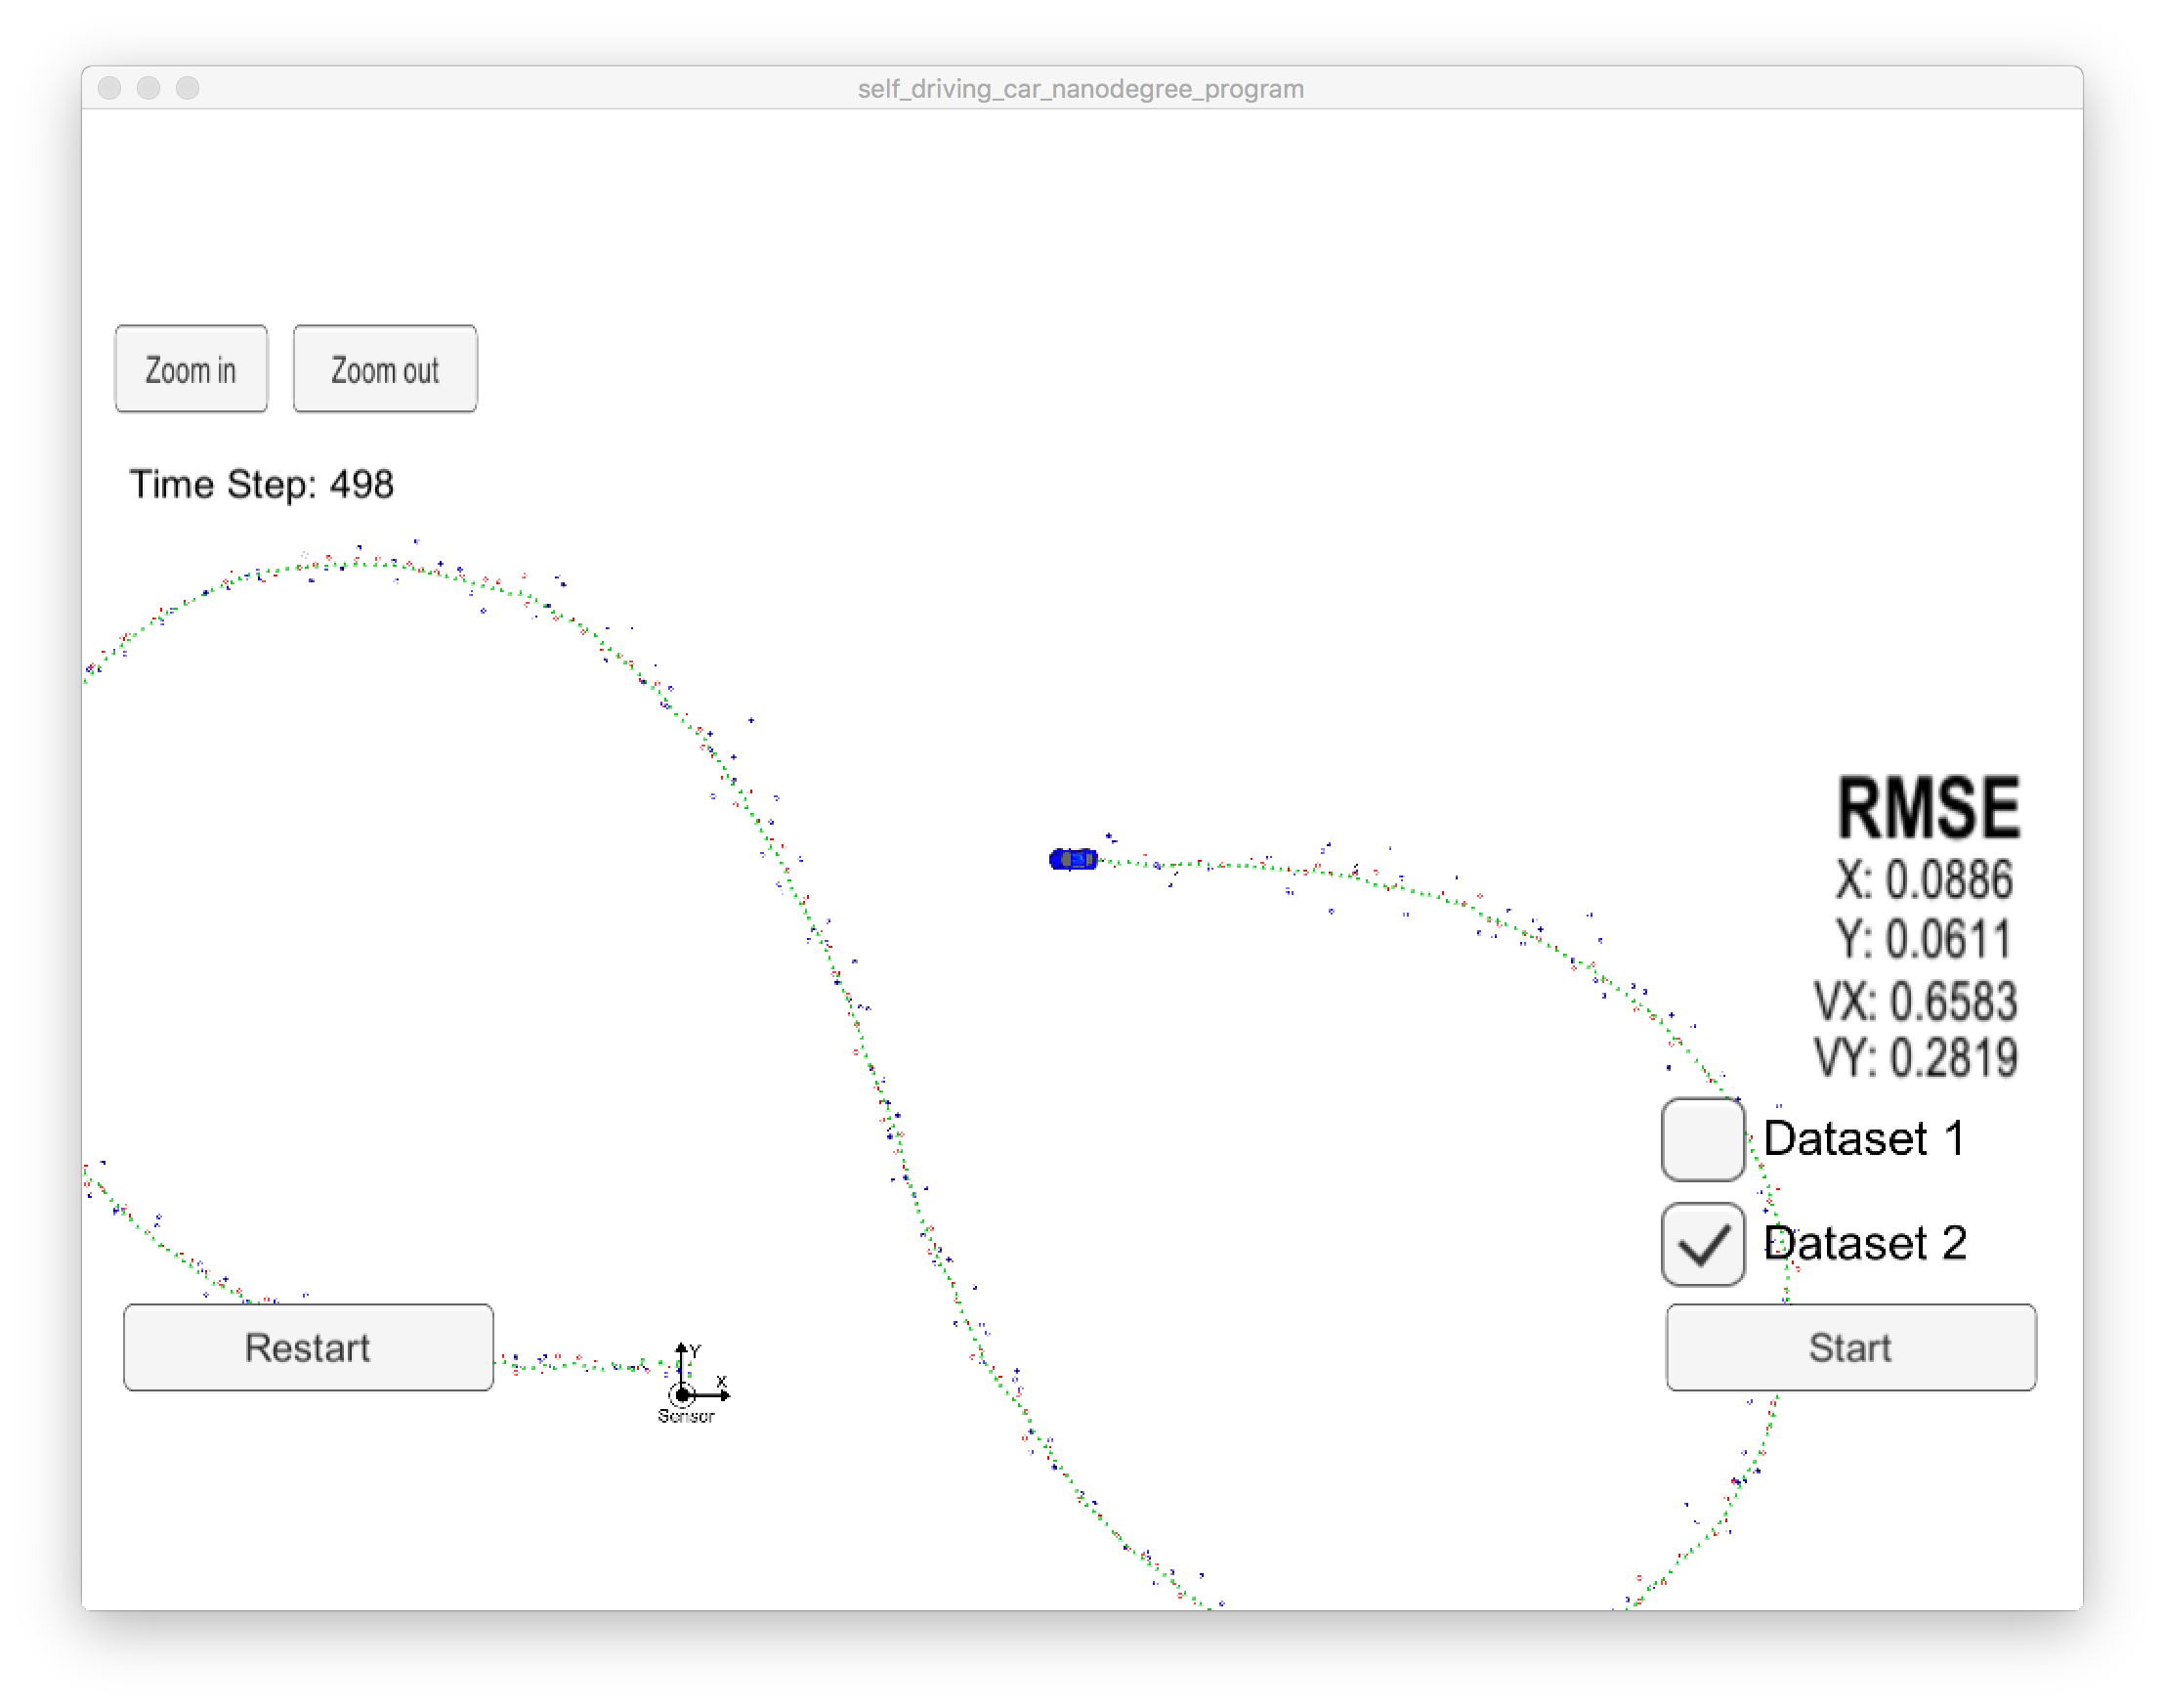 self_driving_car_nanodegree_program
Zoom in
Zoom out
Time Step: 498
RMSE
X: 0.0886
Y: 0.0611
VX: 0.6583
VY: 0.2819
Dataset 1
Dataset 2
Restart
Start
Y
X
Sensor